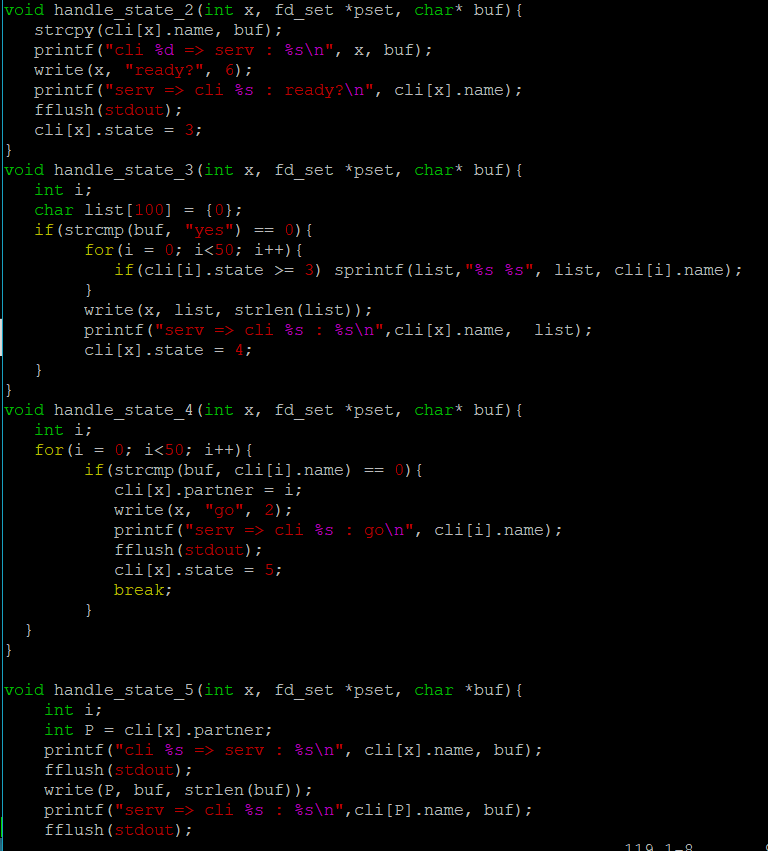 void handle_state_2(int x, fd_set *pset, char* buf){
   strcpy(cli[x].name, buf);
   printf("cli %d => serv : %s\n", x, buf);
   write(x, "ready?", 6);
   printf("serv => cli %s : ready?\n", cli[x].name);
   fflush(stdout);
   cli[x].state = 3;
}
void handle_state_3(int x, fd_set *pset, char* buf){
   int i;
   char list[100] = {0};
   if(strcmp(buf, "yes") == 0){
        for(i = 0; i<50; i++){
           if(cli[i].state >= 3) sprintf(list,"%s %s", list, cli[i].name);
        }
        write(x, list, strlen(list));
        printf("serv => cli %s : %s\n",cli[x].name,  list);
        cli[x].state = 4;
   }
}
void handle_state_4(int x, fd_set *pset, char* buf){
   int i;
   for(i = 0; i<50; i++){
        if(strcmp(buf, cli[i].name) == 0){
           cli[x].partner = i;
           write(x, "go", 2);
           printf("serv => cli %s : go\n", cli[i].name);
           fflush(stdout);
           cli[x].state = 5;
           break;
        }
  }
}

void handle_state_5(int x, fd_set *pset, char *buf){
    int i;
    int P = cli[x].partner;
    printf("cli %s => serv : %s\n", cli[x].name, buf);
    fflush(stdout);
    write(P, buf, strlen(buf));
    printf("serv => cli %s : %s\n",cli[P].name, buf);
    fflush(stdout);
119,1-8